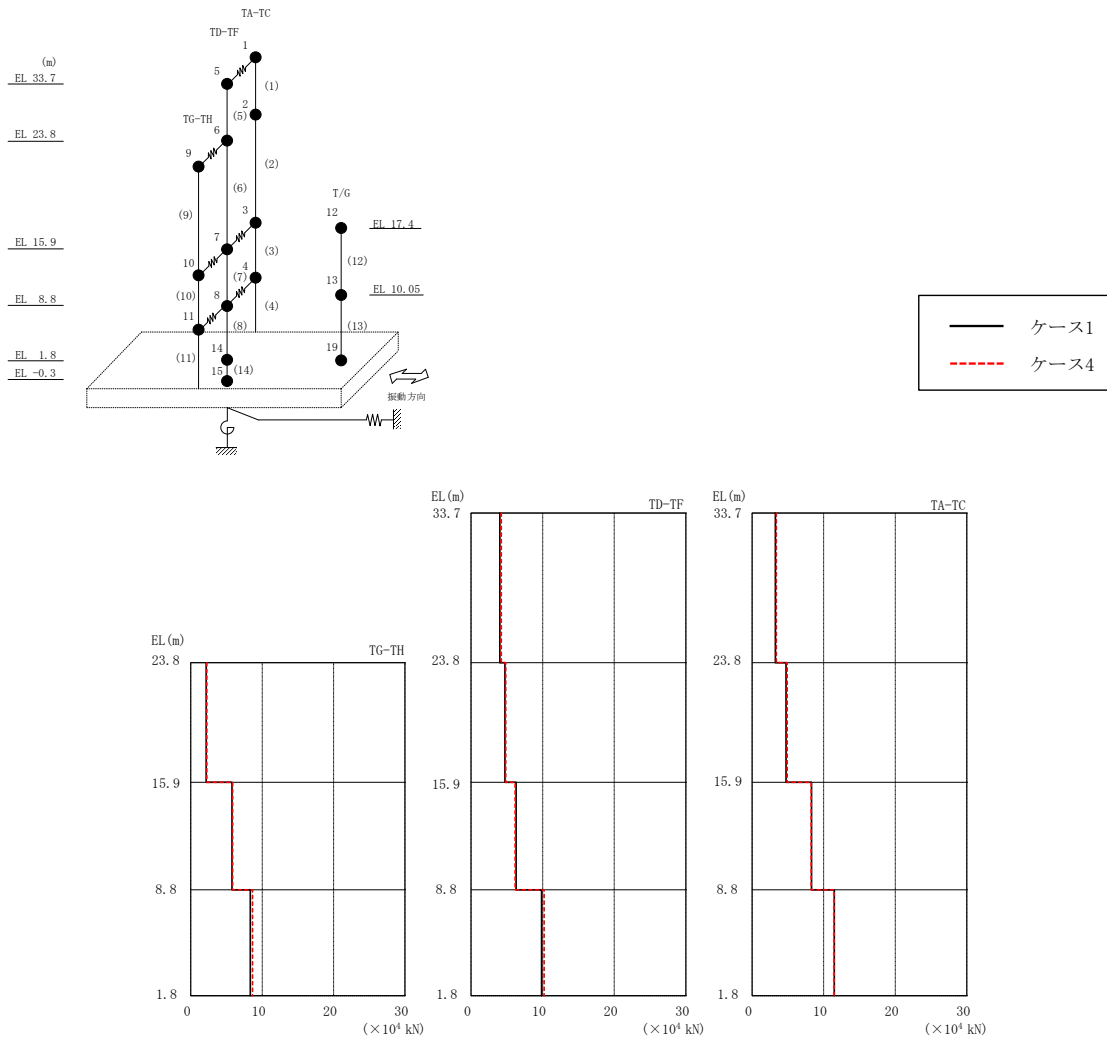 TA-TC
TD-TF
1
(m)
5
EL 33.7
(1)
2
(5)
TG-TH
6
EL 23.8
9
(2)
(6)
T/G
(9)
12
3
EL 17.4
7
EL 15.9
(3)
(12)
10
4
(7)
13
(10)
8
EL 10.05
EL 8.8
(4)
11
(8)
(13)
14
19
EL 1.8
(11)
15
(14)
EL -0.3
振動方向
ケース1
ケース4
EL(m)
TD-TF
33.7
23.8
15.9
8.8
1.8
0
10
20
30
(×10⁴ kN)
EL(m)
TA-TC
33.7
23.8
15.9
8.8
1.8
0
10
20
30
(×10⁴ kN)
EL(m)
TG-TH
23.8
15.9
8.8
1.8
0
10
20
30
(×10⁴ kN)